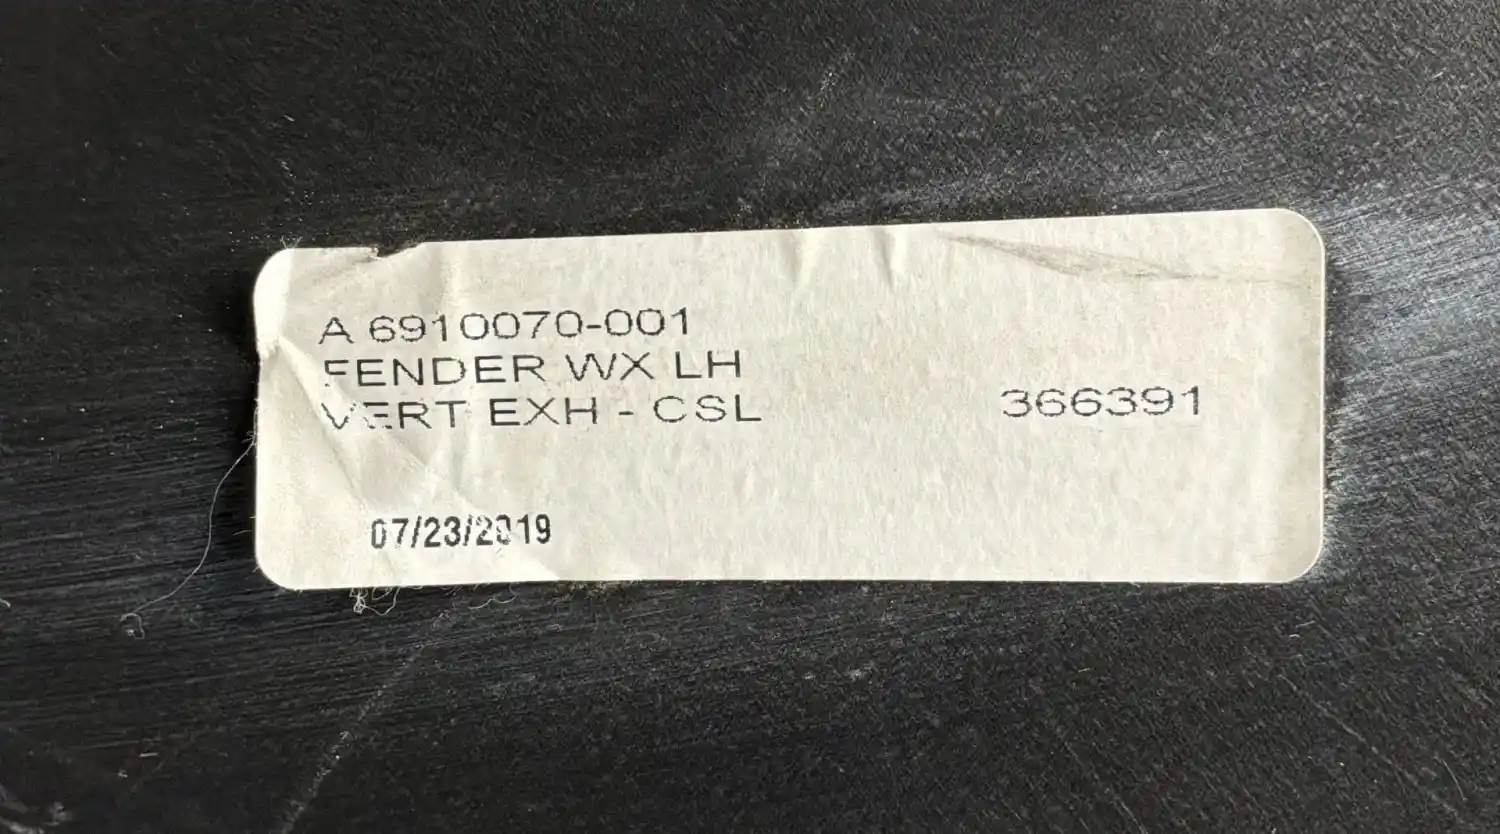 A 6910070-001
FENDER WX LH
VERT EXH - CSL
366391
07/23/2019